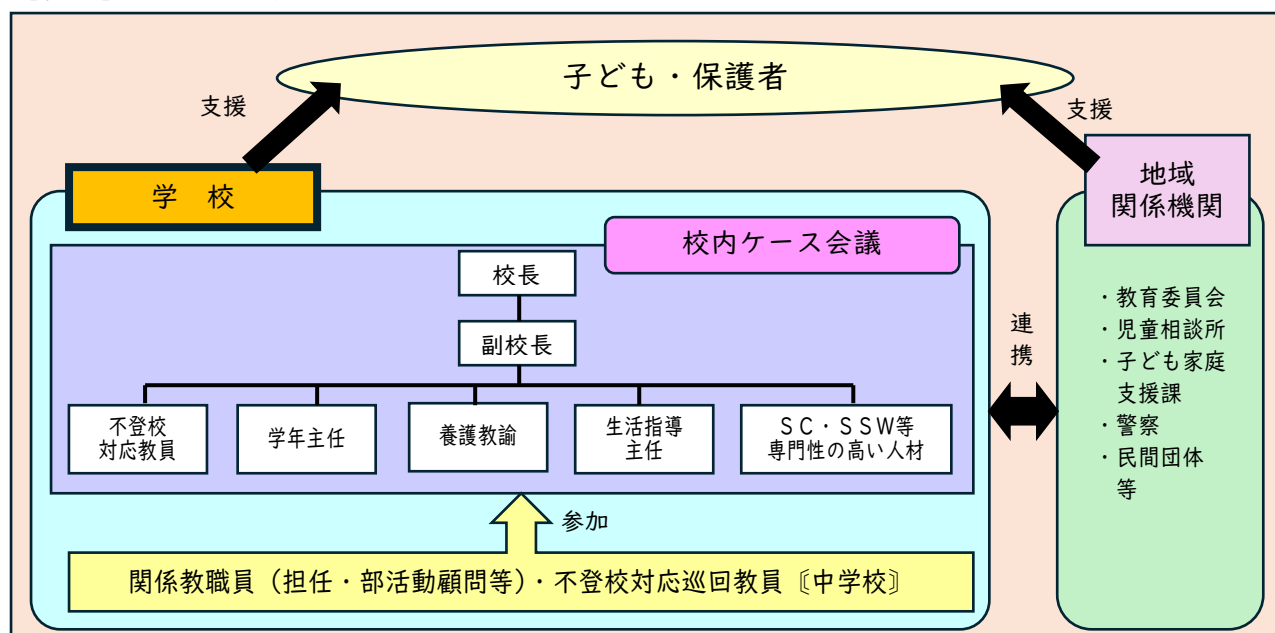 子ども・保護者
支援
支援
学 校
地域
関係機関
校内ケース会議
校長
副校長
不登校
対応教員
学年主任
養護教諭
生活指導
主任
ＳＣ・ＳＳＷ等
専門性の高い人材
参加
関係教職員（担任・部活動顧問等）・不登校対応巡回教員〔中学校〕
連
携
・教育委員会
・児童相談所
・子ども家庭
支援課
・警察
・民間団体
等